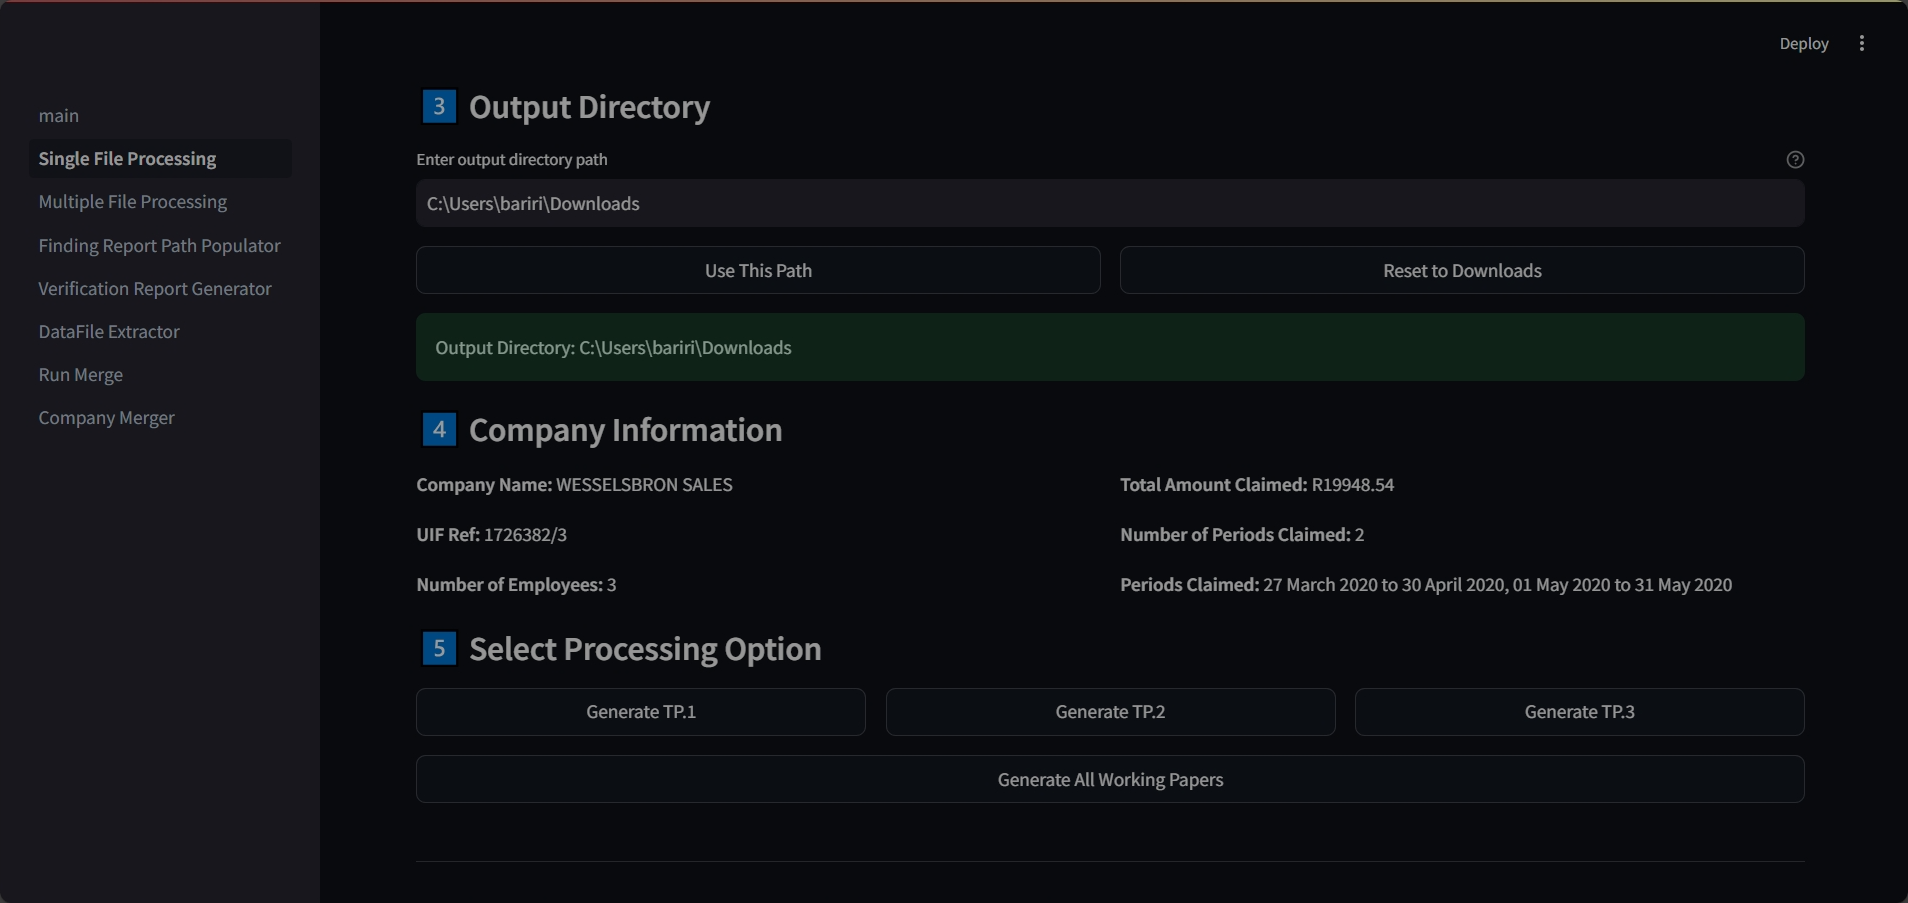 Deploy
main
Single File Processing
Multiple File Processing
Finding Report Path Populator
Verification Report Generator
DataFile Extractor
Run Merge
Company Merger
3 Output Directory
Enter output directory path
C:\Users\bariri\Downloads
Use This Path
Reset to Downloads
Output Directory: C:\Users\bariri\Downloads
4 Company Information
Company Name: WESSELSBRON SALES
Total Amount Claimed: R19948.54
UIF Ref: 1726382/3
Number of Periods Claimed: 2
Number of Employees: 3
Periods Claimed: 27 March 2020 to 30 April 2020, 01 May 2020 to 31 May 2020
5 Select Processing Option
Generate TP.1
Generate TP.2
Generate TP.3
Generate All Working Papers